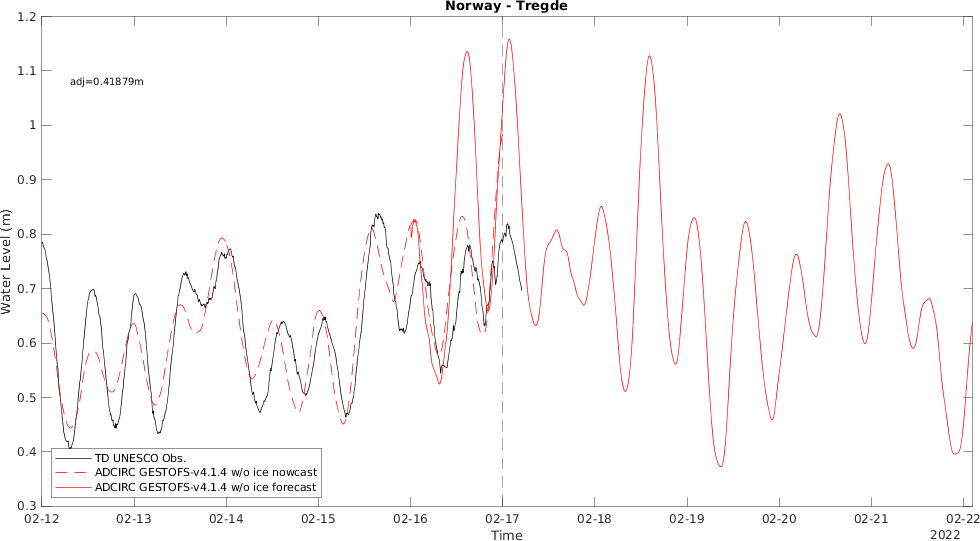 Norway - Tregde
1.2
1.1
1
0.9
0.8
0.7
0.6
0.5
0.4
0.3
Water Level (m)
adj=0.41879m
TD UNESCO Obs.
ADCIRC GESTOFS-v4.1.4 w/o ice nowcast
ADCIRC GESTOFS-v4.1.4 w/o ice forecast
02-12 02-13 02-14 02-15 02-16 02-17 02-18 02-19 02-20 02-21 02-22
Time
2022